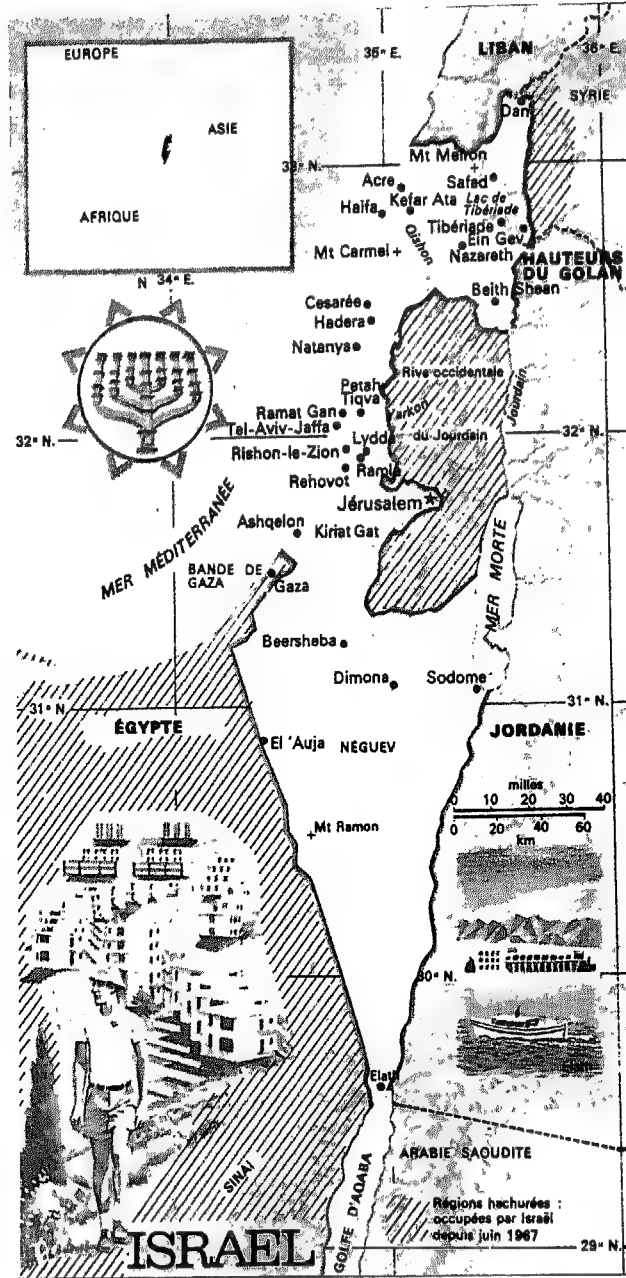 EUROPE
ASIE
AFRIQUE
35° E.
LIBAN
36° E.
SYRIE
Dan
33° N.
Mt Meiron
Acre
Safad
Kefar Ata
Lac de
Tibériade
Haifa
Tibériade
Qishon
Ein Gev
Mt Carmel
Nazareth
HAUTEURS
DU GOLAN
N 34° E.
Beith Shean
Cesarée
Hadera
Natanya
Rive occidentale
Petah
Tiqva
Jourdain
Ramat Gan
Yarkon
Tel-Aviv-Jaffa
32° N.
32° N.
Lydda
du Jourdain
Rishon-le-Zion
Ramla
Rehovot
Jérusalem
MER MÉDITERRANÉE
Ashqelon
Kiriat Gat
MER MORTE
BANDE DE
GAZA
Gaza
Beersheba
Dimona
Sodome
31° N.
31° N.
ÉGYPTE
JORDANIE
El 'Auja
NÉGUEV
milles
0 10 20 30 40
0 20 40 60
km
Mt Ramon
30° N.
Elath
SINAÏ
GOLFE D'AQABA
ARABIE SAOUDITE
Régions hachurées :
occupées par Israël
depuis juin 1967
29° N.
ISRAEL